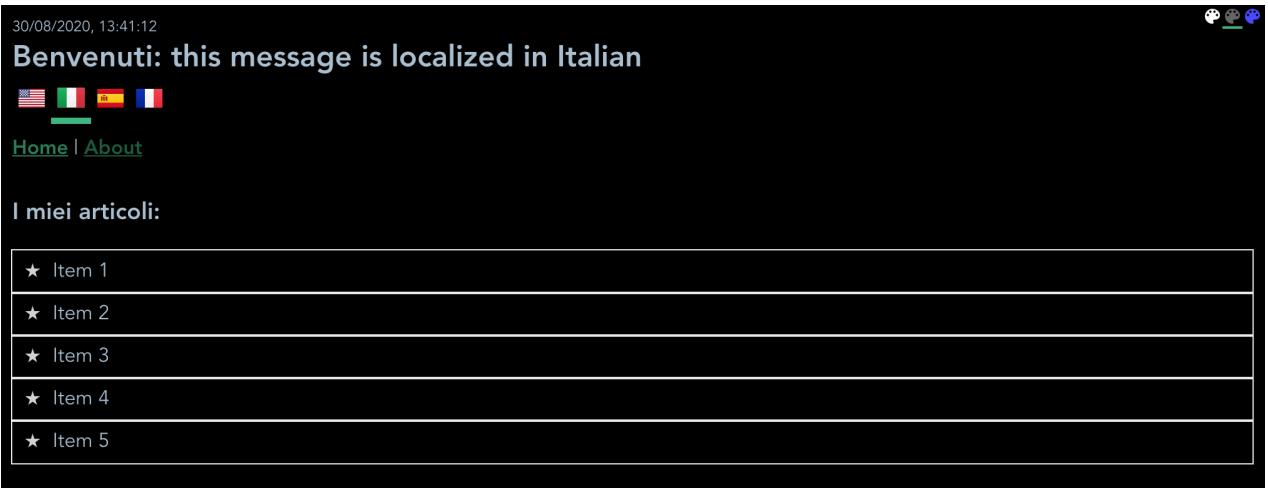 30/08/2020, 13:41:12
Benvenuti: this message is localized in Italian
Home | About
I miei articoli:
★ Item 1
★ Item 2
★ Item 3
★ Item 4
★ Item 5